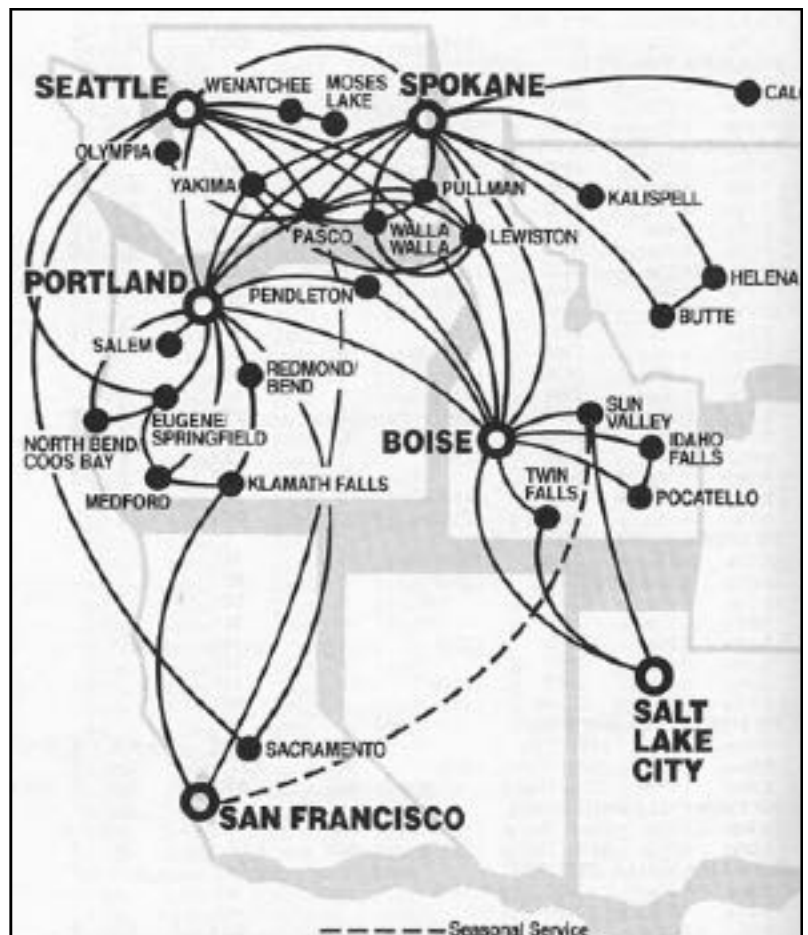 SEATTLE
WENATCHEE
MOSES
LAKE
SPOKANE
OLYMPIA
YAKIMA
PULLMAN
KALISPELL
PASCO
WALLA
WALLA
LEWISTON
PORTLAND
PENDLETON
HELENA
BUTTE
SALEM
REDMOND/
BEND
NORTH BEND/
COOS BAY
EUGENE/
SPRINGFIELD
BOISE
SUN
VALLEY
IDAHO
FALLS
TWIN
FALLS
POCATELLO
MEDFORD
KLAMATH FALLS
SACRAMENTO
SALT
LAKE
CITY
SAN FRANCISCO
Seasonal Service